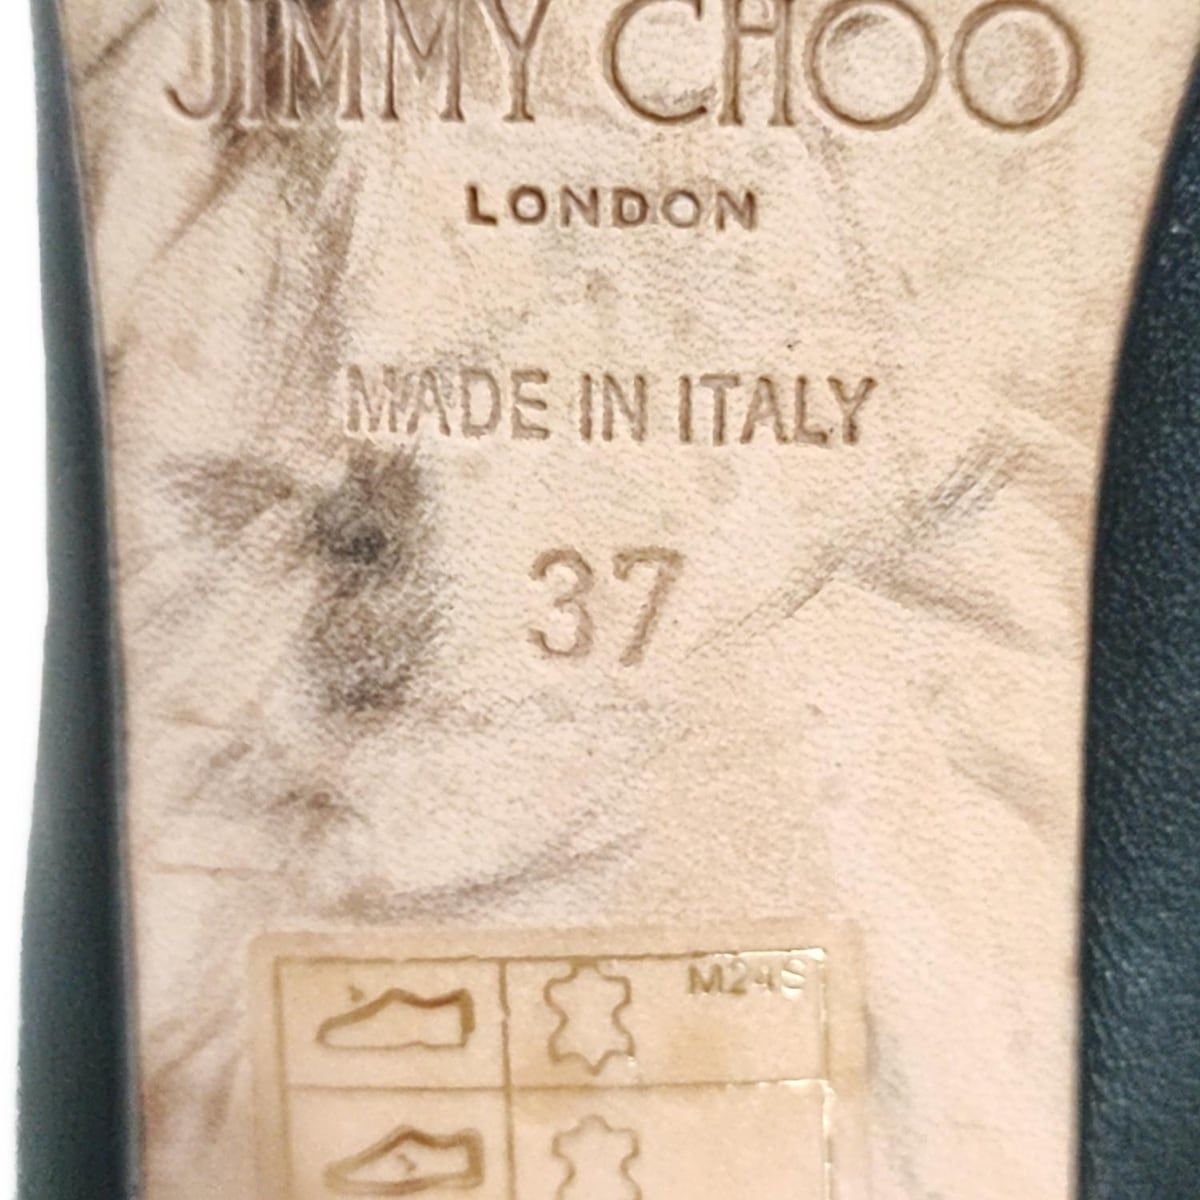 JIMMY CHOO
LONDON
MADE IN ITALY
37
M24S